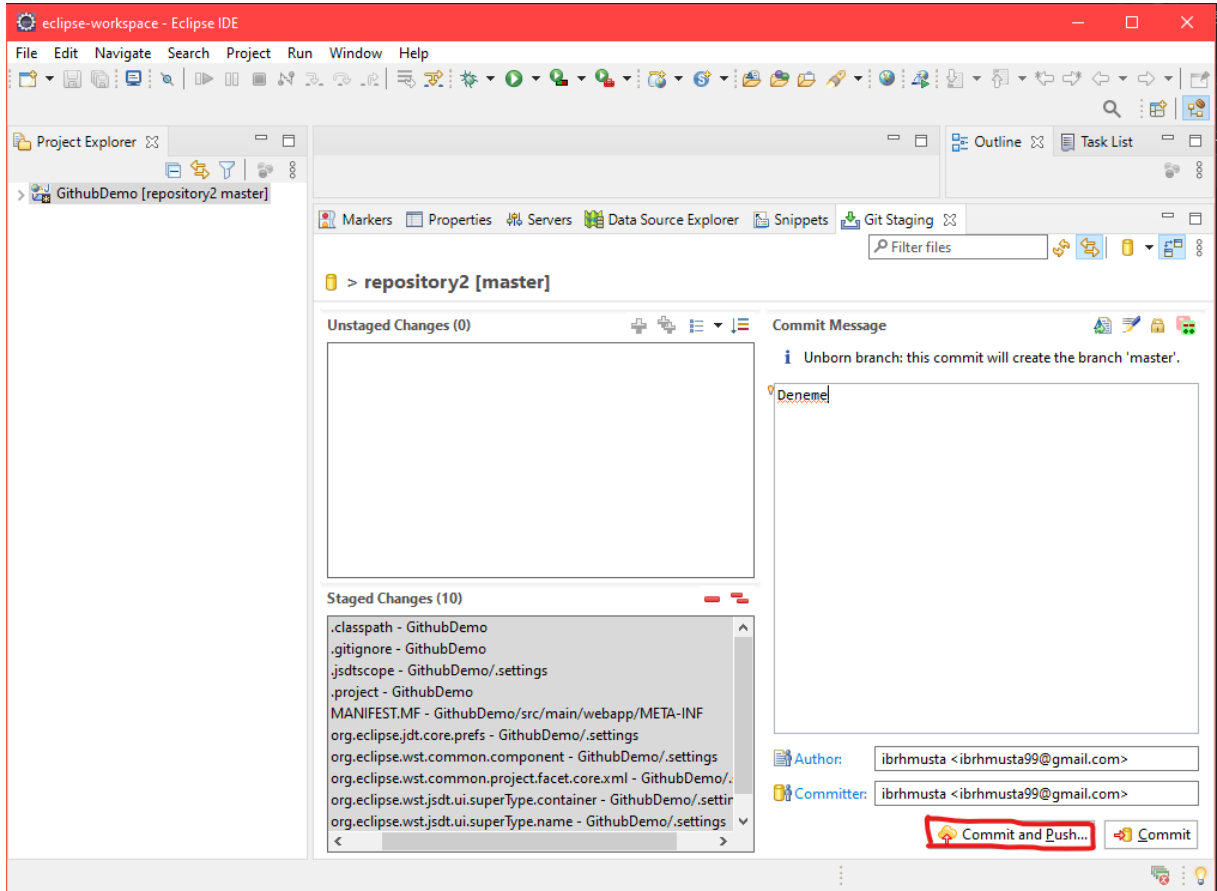 eclipse-workspace - Eclipse IDE
File Edit Navigate Search Project Run Window Help
Project Explorer
GithubDemo [repository2 master]
Outline Task List
Markers Properties Servers Data Source Explorer Snippets Git Staging
Filter files
> repository2 [master]
Unstaged Changes (0)
Staged Changes (10)
.classpath - GithubDemo
.gitignore - GithubDemo
.jsdtscope - GithubDemo/.settings
.project - GithubDemo
MANIFEST.MF - GithubDemo/src/main/webapp/META-INF
org.eclipse.jdt.core.prefs - GithubDemo/.settings
org.eclipse.wst.common.component - GithubDemo/.settings
org.eclipse.wst.common.project.facet.core.xml - GithubDemo/.
org.eclipse.wst.jsdt.ui.superType.container - GithubDemo/.settin
org.eclipse.wst.jsdt.ui.superType.name - GithubDemo/.settings
Commit Message
Unborn branch: this commit will create the branch 'master'.
Deneme
Author: ibrhmusta <ibrhmusta99@gmail.com>
Committer: ibrhmusta <ibrhmusta99@gmail.com>
Commit and Push... Commit